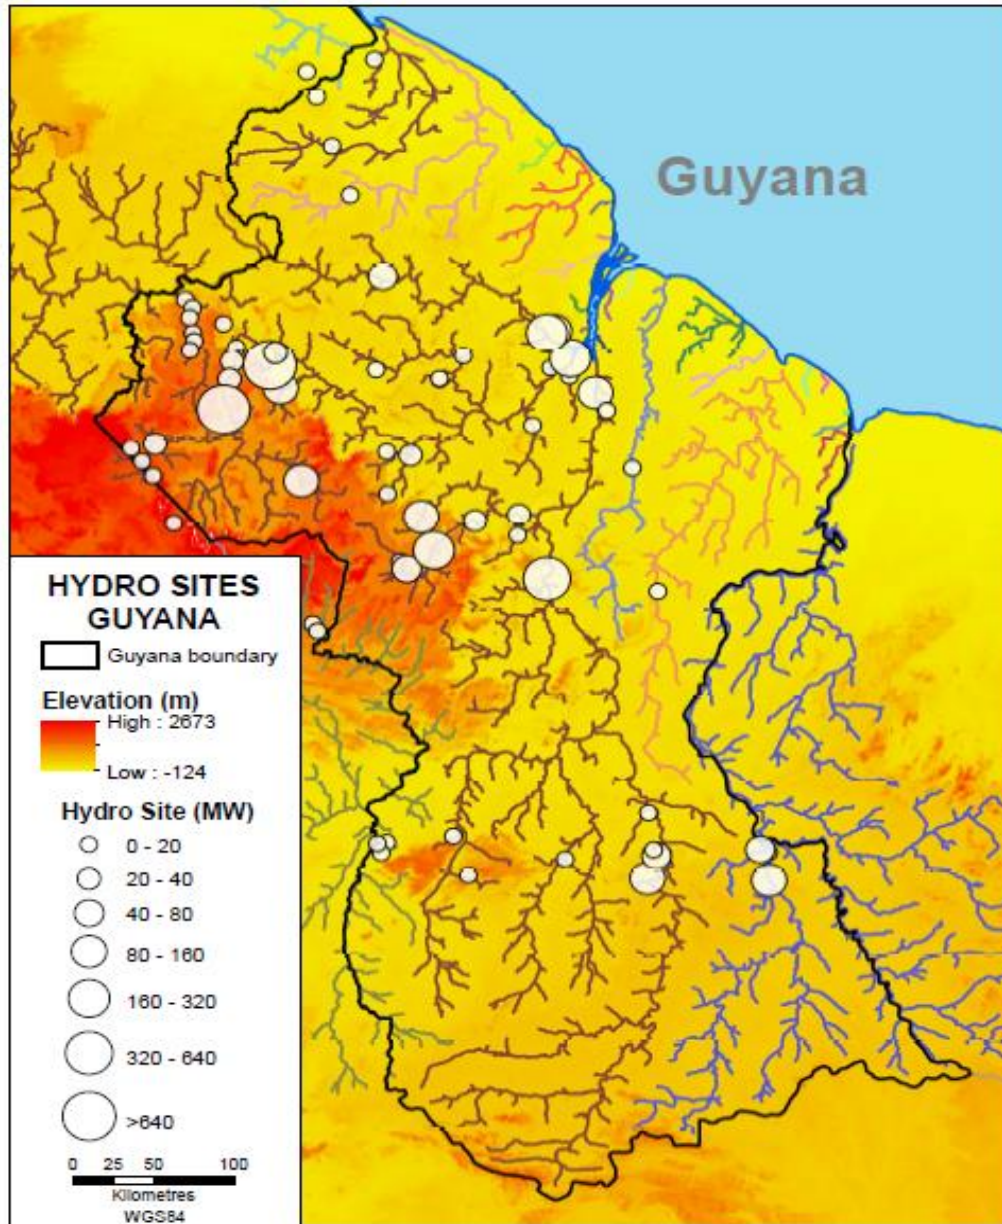 Guyana
HYDRO SITES
GUYANA
Guyana boundary
Elevation (m)
High : 2673
Low : -124
Hydro Site (MW)
0 - 20
20 - 40
40 - 80
80 - 160
160 - 320
320 - 640
>640
0 25 50 100
Kilometres
WGS84